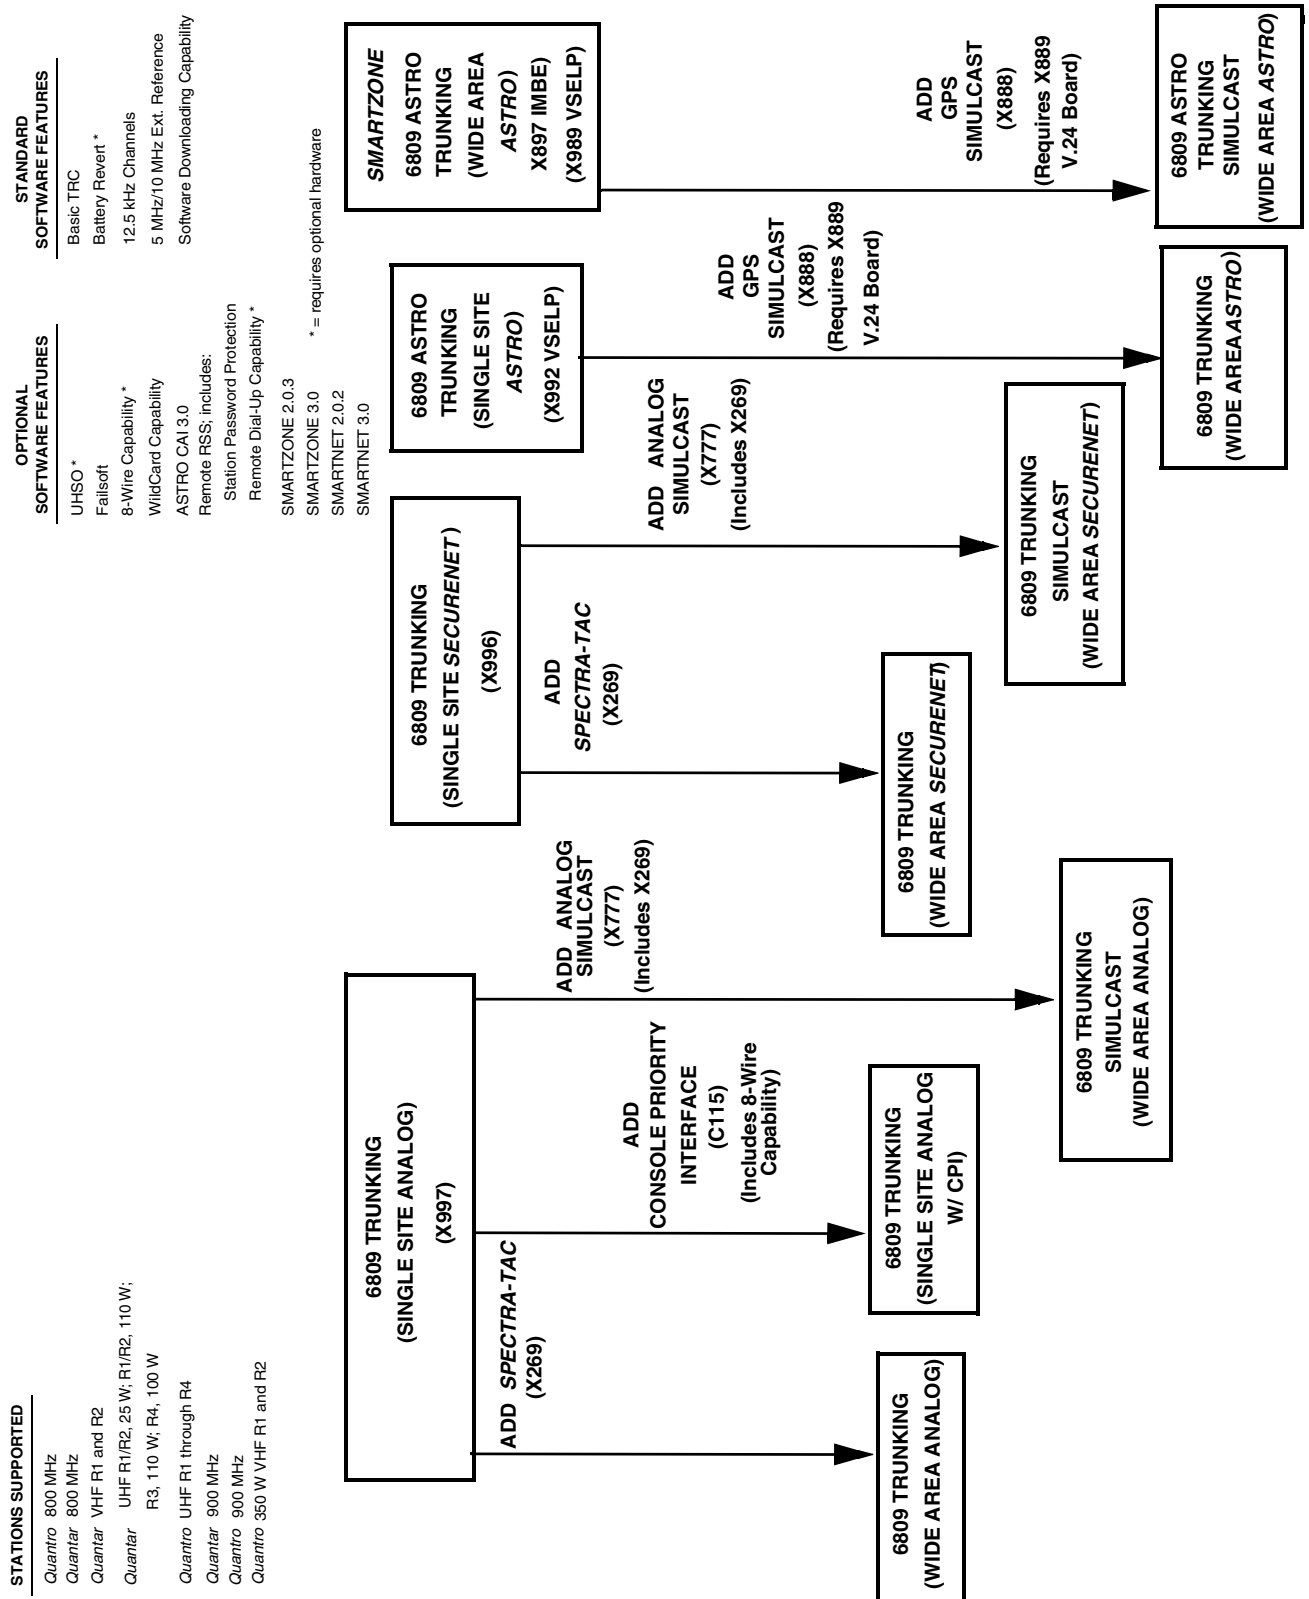 STATIONS SUPPORTED
Quantro 800 MHz
Quantar 800 MHz
Quantar VHF R1 and R2
Quantar UHF R1/R2, 25 W; R1/R2, 110 W;
R3, 110 W; R4, 100 W
Quantro UHF R1 through R4
Quantar 900 MHz
Quantro 900 MHz
Quantro 350 W VHF R1 and R2
OPTIONAL
SOFTWARE FEATURES
UHSO *
Failsoft
8-Wire Capability *
WildCard Capability
ASTRO CAI 3.0
Remote RSS; includes:
Station Password Protection
Remote Dial-Up Capability *
SMARTZONE 2.0.3
SMARTZONE 3.0
SMARTNET 2.0.2
SMARTNET 3.0
STANDARD
SOFTWARE FEATURES
Basic TRC
Battery Revert *
12.5 kHz Channels
5 MHz/10 MHz Ext. Reference
Software Downloading Capability
* = requires optional hardware
6809 TRUNKING
(SINGLE SITE ANALOG)
(X997)
ADD SPECTRA-TAC
(X269)
6809 TRUNKING
(WIDE AREA ANALOG)
ADD
CONSOLE PRIORITY
INTERFACE
(C115)
(Includes 8-Wire
Capability)
6809 TRUNKING
(SINGLE SITE ANALOG
W/ CPI)
ADD ANALOG
SIMULCAST
(X777)
(Includes X269)
6809 TRUNKING
SIMULCAST
(WIDE AREA ANALOG)
6809 TRUNKING
(SINGLE SITE SECURENET)
(X996)
ADD
SPECTRA-TAC
(X269)
6809 TRUNKING
(WIDE AREA SECURENET)
ADD ANALOG
SIMULCAST
(X777)
(Includes X269)
6809 TRUNKING
SIMULCAST
(WIDE AREA SECURENET)
6809 ASTRO
TRUNKING
(SINGLE SITE
ASTRO)
(X992 VSELP)
ADD
GPS
SIMULCAST
(X888)
(Requires X889
V.24 Board)
6809 TRUNKING
(WIDE AREA ASTRO)
SMARTZONE
6809 ASTRO
TRUNKING
(WIDE AREA
ASTRO)
X897 IMBE)
(X989 VSELP)
ADD
GPS
SIMULCAST
(X888)
(Requires X889
V.24 Board)
6809 ASTRO
TRUNKING
SIMULCAST
(WIDE AREA ASTRO)